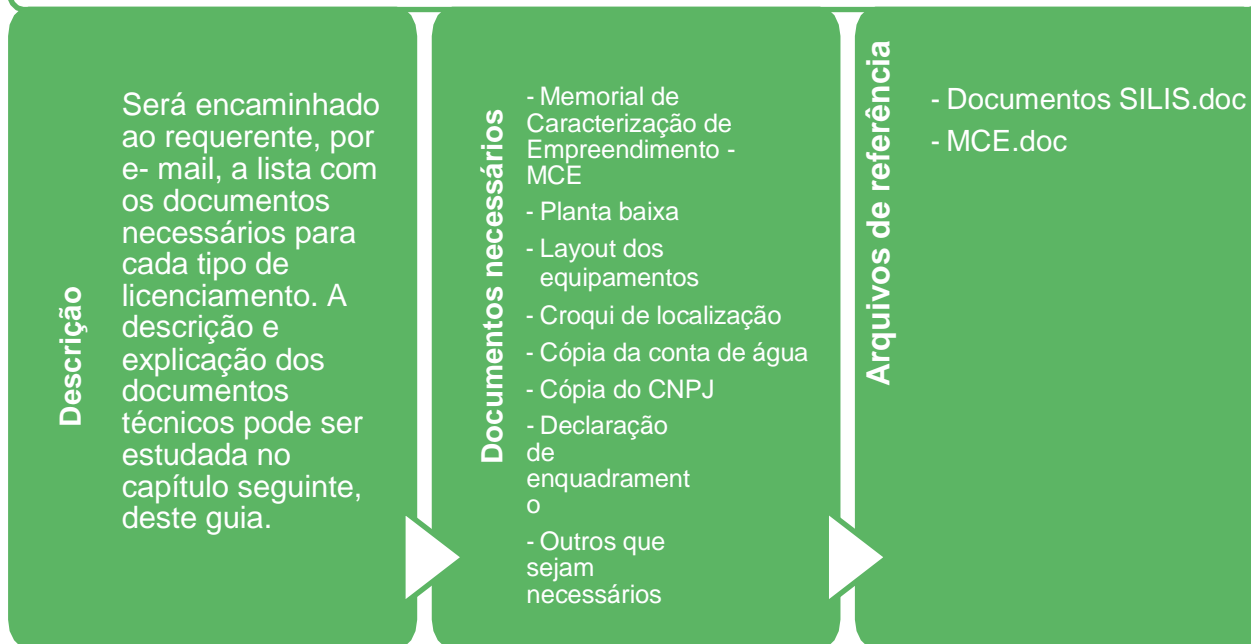 Descrição
Será encaminhado
ao requerente, por
e- mail, a lista com
os documentos
necessários para
cada tipo de
licenciamento. A
descrição e
explicação dos
documentos
técnicos pode ser
estudada no
capítulo seguinte,
deste guia.
Documentos necessários
- Memorial de
Caracterização de
Empreendimento -
MCE
- Planta baixa
- Layout dos
equipamentos
- Croqui de localização
- Cópia da conta de água
- Cópia do CNPJ
- Declaração
de
enquadrament
o
- Outros que
sejam
necessários
Arquivos de referência
- Documentos SILIS.doc
- MCE.doc